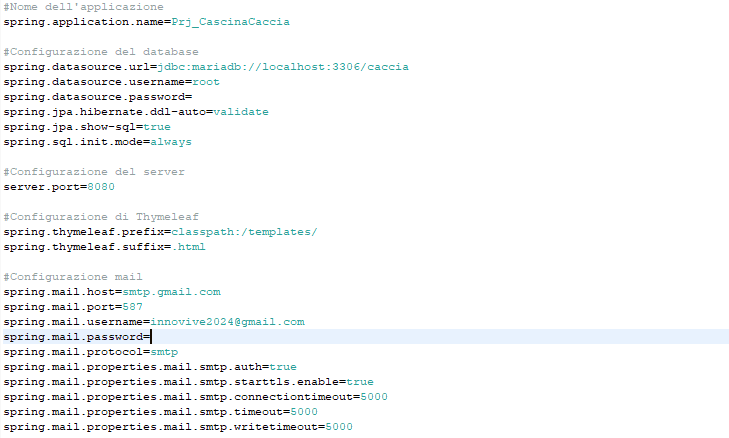 #Nome dell'applicazione
spring.application.name=Prj_CascinaCaccia
#Configurazione del database
spring.datasource.url=jdbc:mariadb://localhost:3306/caccia
spring.datasource.username=root
spring.datasource.password=
spring.jpa.hibernate.ddl-auto=validate
spring.jpa.show-sql=true
spring.sql.init.mode=always
#Configurazione del server
server.port=8080
#Configurazione di Thymeleaf
spring.thymeleaf.prefix=classpath:/templates/
spring.thymeleaf.suffix=.html
#Configurazione mail
spring.mail.host=smtp.gmail.com
spring.mail.port=587
spring.mail.username=innovive2024@gmail.com
spring.mail.password=
spring.mail.protocol=smtp
spring.mail.properties.mail.smtp.auth=true
spring.mail.properties.mail.smtp.starttls.enable=true
spring.mail.properties.mail.smtp.connectiontimeout=5000
spring.mail.properties.mail.smtp.timeout=5000
spring.mail.properties.mail.smtp.writetimeout=5000